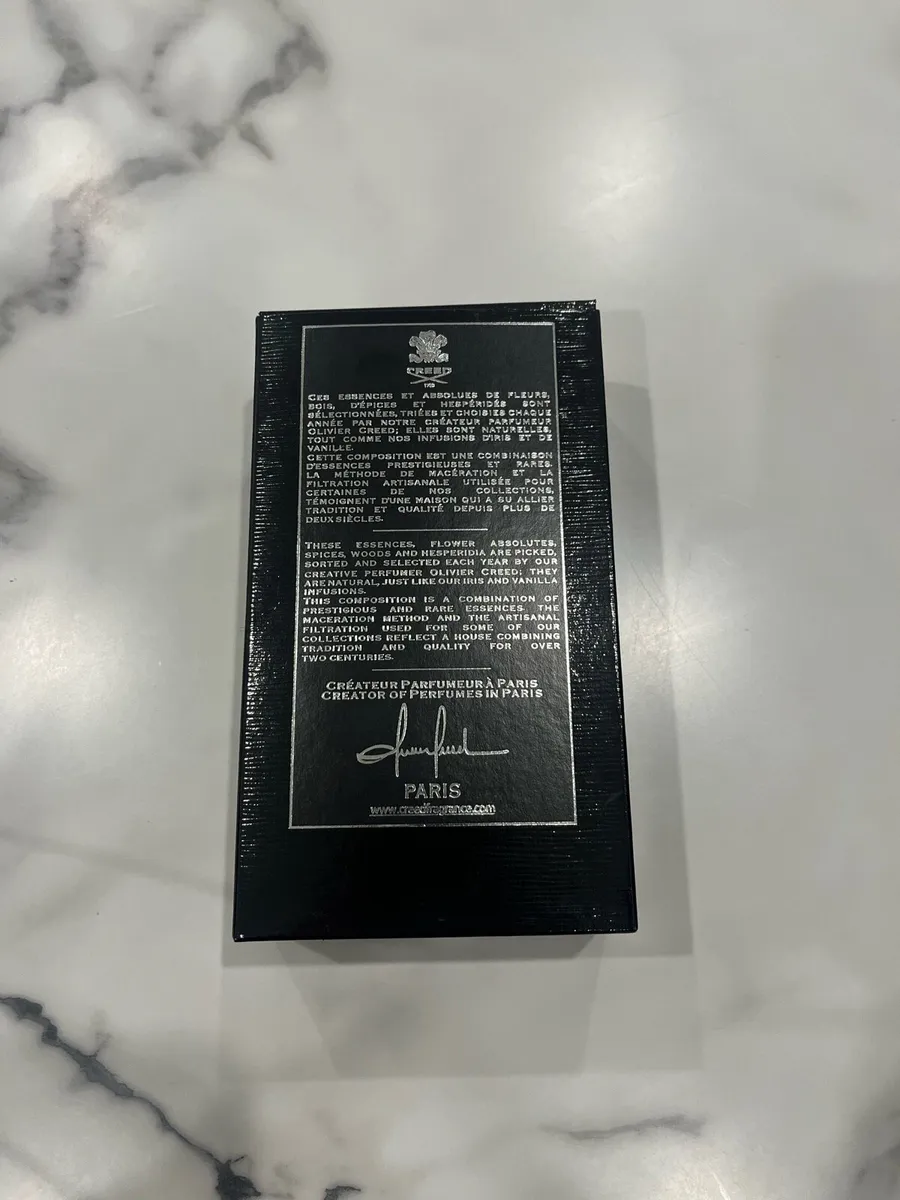 CREED
CES ESSENCES ET ABSOLUES DE FLEURS,
BOIS, D'ÉPICES ET HESPÉRIDÉS SONT
SÉLECTIONNÉES, TRIÉES ET CHOISIES CHAQUE
ANNÉE PAR NOTRE CRÉATEUR PARFUMEUR
OLIVIER CREED; ELLES SONT NATURELLES,
TOUT COMME NOS INFUSIONS D'IRIS ET DE
VANILLE.
CETTE COMPOSITION EST UNE COMBINAISON
D'ESSENCES PRESTIGIEUSES ET RARES.
LA MÉTHODE DE MACÉRATION ET LA
FILTRATION ARTISANALE UTILISÉE POUR
CERTAINES DE NOS COLLECTIONS,
TÉMOIGNENT D'UNE MAISON QUI A SU ALLIER
TRADITION ET QUALITÉ DEPUIS PLUS DE
DEUX SIÈCLES.
THESE ESSENCES, FLOWER ABSOLUTES,
SPICES, WOODS AND HESPERIDIA ARE PICKED,
SORTED AND SELECTED EACH YEAR BY OUR
CREATIVE PERFUMER OLIVIER CREED; THEY
ARE NATURAL, JUST LIKE OUR IRIS AND VANILLA
INFUSIONS.
THIS COMPOSITION IS A COMBINATION OF
PRESTIGIOUS AND RARE ESSENCES. THE
MACERATION METHOD AND THE ARTISANAL
FILTRATION USED FOR SOME OF OUR
COLLECTIONS REFLECT A HOUSE COMBINING
TRADITION AND QUALITY FOR OVER
TWO CENTURIES.
CRÉATEUR PARFUMEUR À PARIS
CREATOR OF PERFUMES IN PARIS
PARIS
www.creedfragrance.com